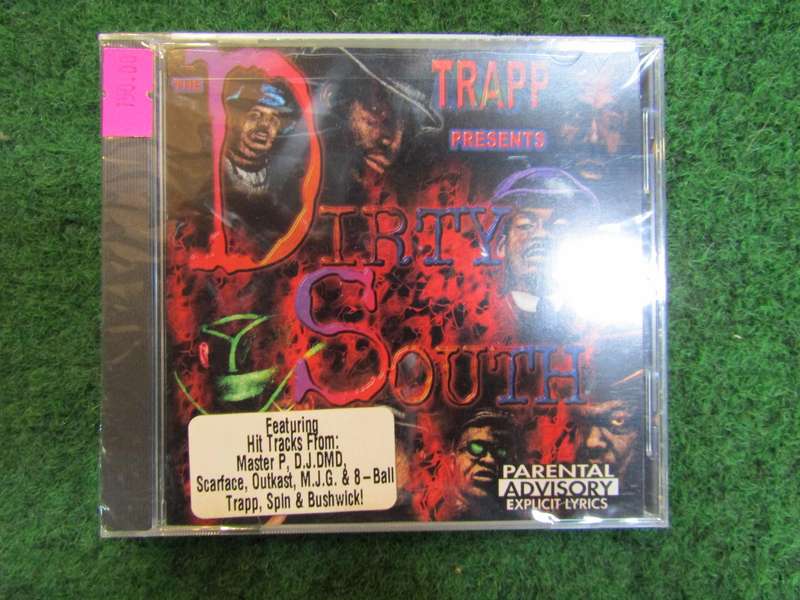 THE
TRAPP
PRESENTS
DIRTY
SOUTH
Featuring
Hit Tracks From:
Master P, D.J.DMD,
Scarface, Outkast, M.J.G. & 8-Ball
Trapp, Spin & Bushwick!
PARENTAL
ADVISORY
EXPLICIT LYRICS